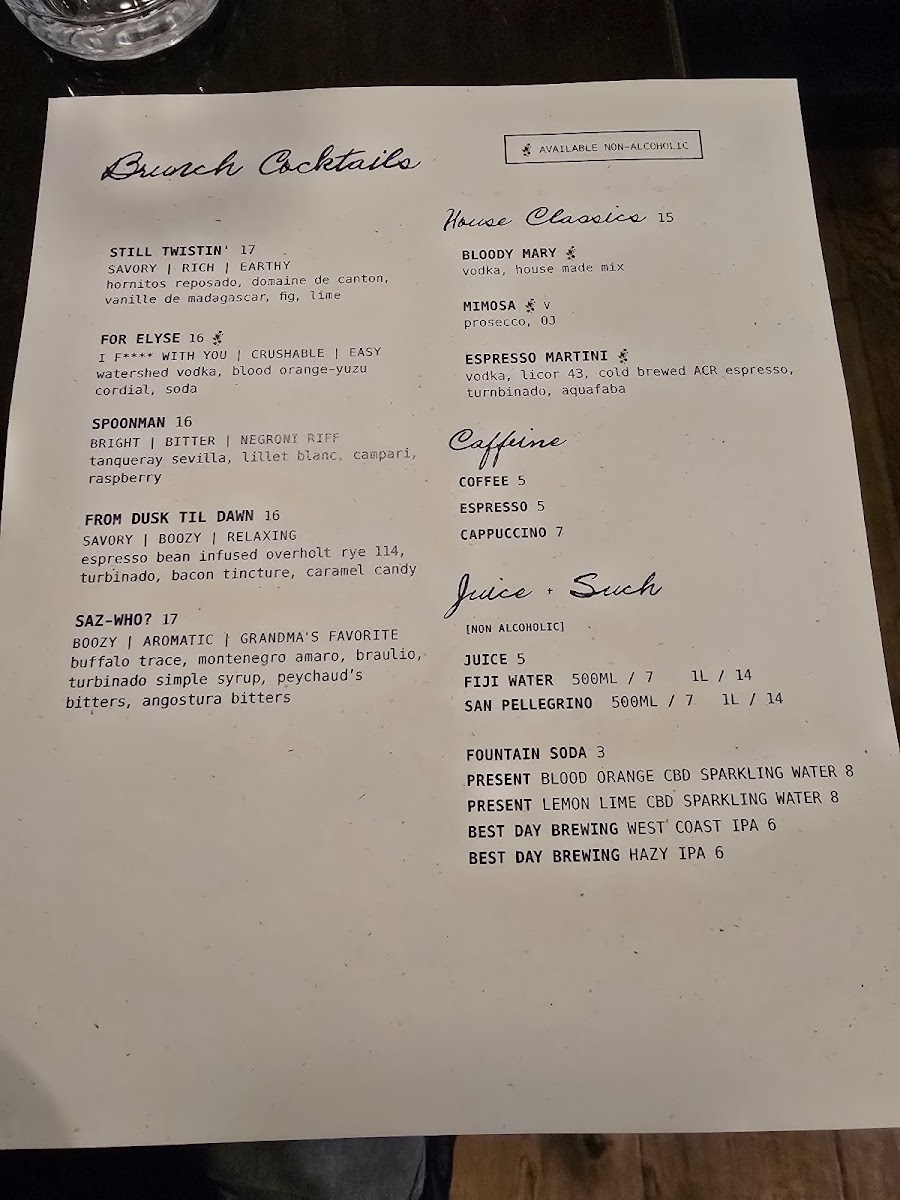 Brunch Cocktails
STILL TWISTIN' 17
SAVORY | RICH | EARTHY
hornitos reposado, domaine de canton,
vanille de madagascar, fig, lime
FOR ELYSE 16
I F**** WITH YOU | CRUSHABLE | EASY
watershed vodka, blood orange-yuzu
cordial, soda
SPOONMAN 16
BRIGHT | BITTER | NEGRONI RIFF
tanqueray sevilla, lillet blanc, campari,
raspberry
FROM DUSK TIL DAWN 16
SAVORY | BOOZY | RELAXING
espresso bean infused overholt rye 114,
turbinado, bacon tincture, caramel candy
SAZ-WHO? 17
BOOZY | AROMATIC | GRANDMA'S FAVORITE
buffalo trace, montenegro amaro, braulio,
turbinado simple syrup, peychaud's
bitters, angostura bitters
AVAILABLE NON-ALCOHOLIC
House Classics 15
BLOODY MARY
vodka, house made mix
MIMOSA V
prosecco, OJ
ESPRESSO MARTINI
vodka, licor 43, cold brewed ACR espresso,
turnbinado, aquafaba
Caffeine
COFFEE 5
ESPRESSO 5
CAPPUCCINO 7
Juice + Such
[NON ALCOHOLIC]
JUICE 5
FIJI WATER 500ML / 7 1L / 14
SAN PELLEGRINO 500ML / 7 1L / 14
FOUNTAIN SODA 3
PRESENT BLOOD ORANGE CBD SPARKLING WATER 8
PRESENT LEMON LIME CBD SPARKLING WATER 8
BEST DAY BREWING WEST COAST IPA 6
BEST DAY BREWING HAZY IPA 6